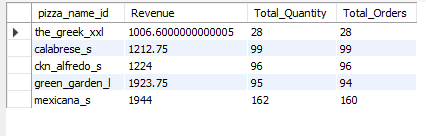 pizza_name_id Revenue Total_Quantity Total_Orders
the_greek_xxl 1006.6000000000005 28 28
calabrese_s 1212.75 99 99
ckn_alfredo_s 1224 96 96
green_garden_l 1923.75 95 94
mexicana_s 1944 162 160